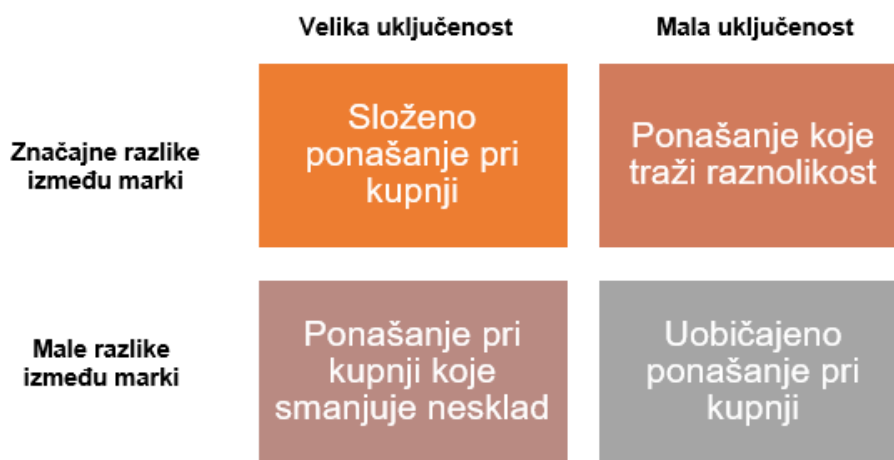 Velika uključenost
Mala uključenost
Značajne razlike
između marki
Složeno
ponašanje pri
kupnji
Ponašanje koje
traži raznolikost
Male razlike
između marki
Ponašanje pri
kupnji koje
smanjuje nesklad
Uobičajeno
ponašanje pri
kupnji